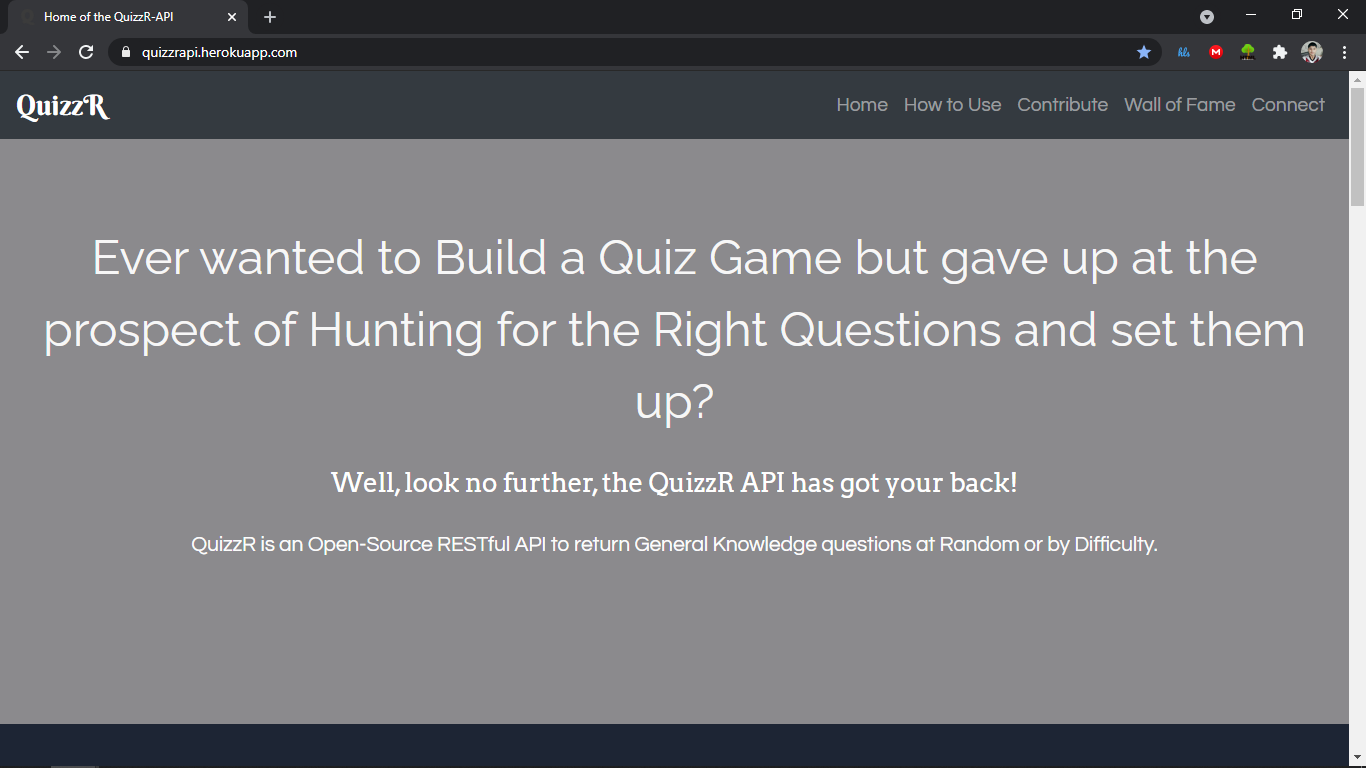 Home of the QuizzR-API
quizzrapi.herokuapp.com
hls
M
QuizzR
Home How to Use Contribute Wall of Fame Connect
Ever wanted to Build a Quiz Game but gave up at the
prospect of Hunting for the Right Questions and set them
up?
Well, look no further, the QuizzR API has got your back!
QuizzR is an Open-Source RESTful API to return General Knowledge questions at Random or by Difficulty.